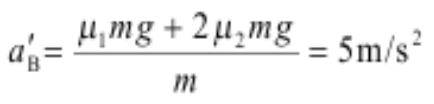 a′_B = (μ₁mg + 2μ₂mg) / m = 5m/s²